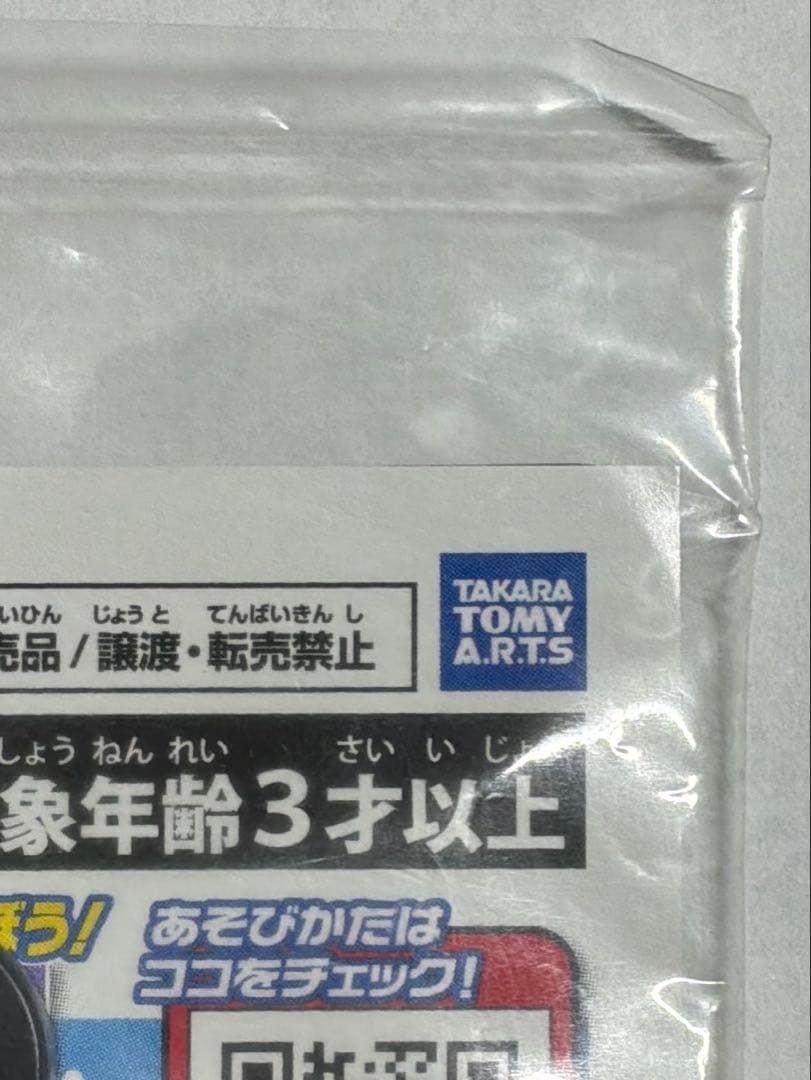 いひん じょうと てんばいきんし
売品/譲渡・転売禁止
TAKARA
TOMY
A.R.T.S
しょうねんれい さいいじょ
象年齢3才以上
ぼう!
あそびかたは
ココをチェック!